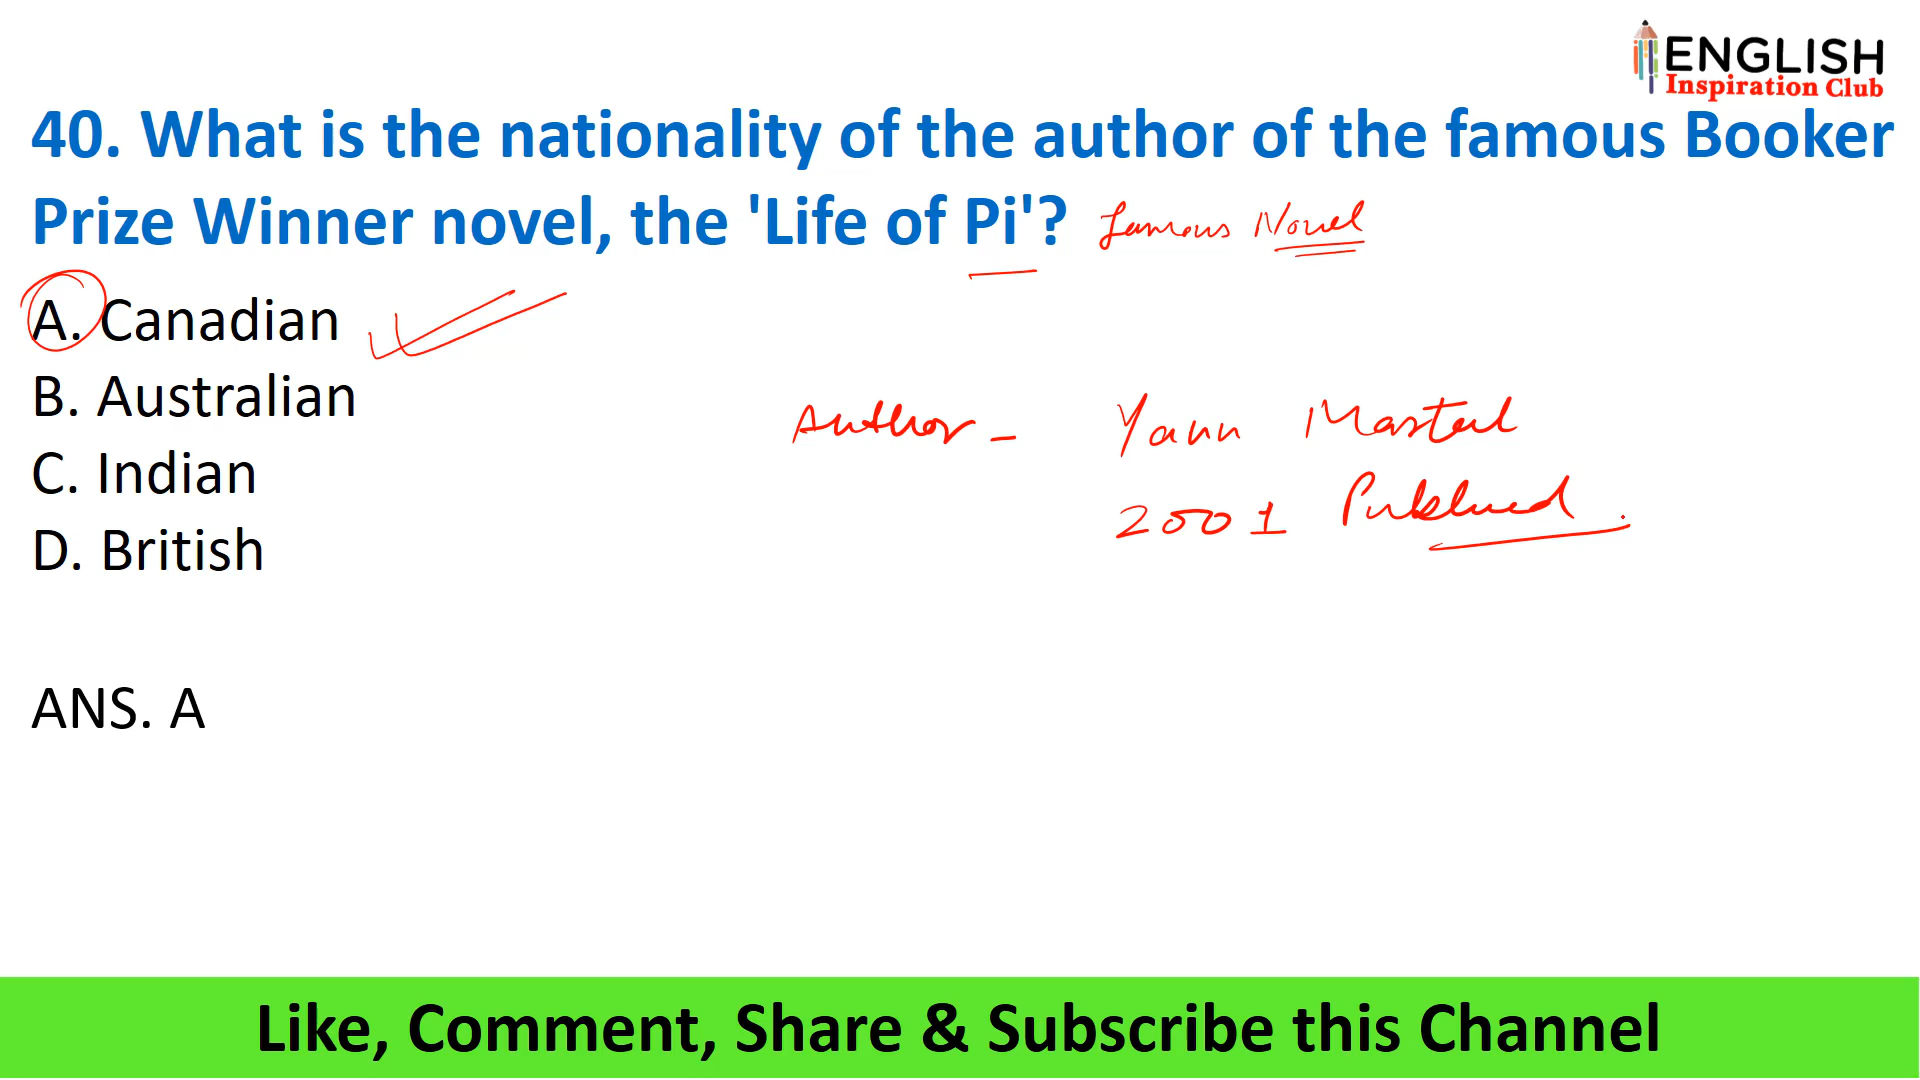 ENGLISH
Inspiration Club
40. What is the nationality of the author of the famous Booker
Prize Winner novel, the 'Life of Pi'? famous Novel
A. Canadian
B. Australian
Author - Yann Martel
C. Indian
2001 Published
D. British
ANS. A
Like, Comment, Share & Subscribe this Channel